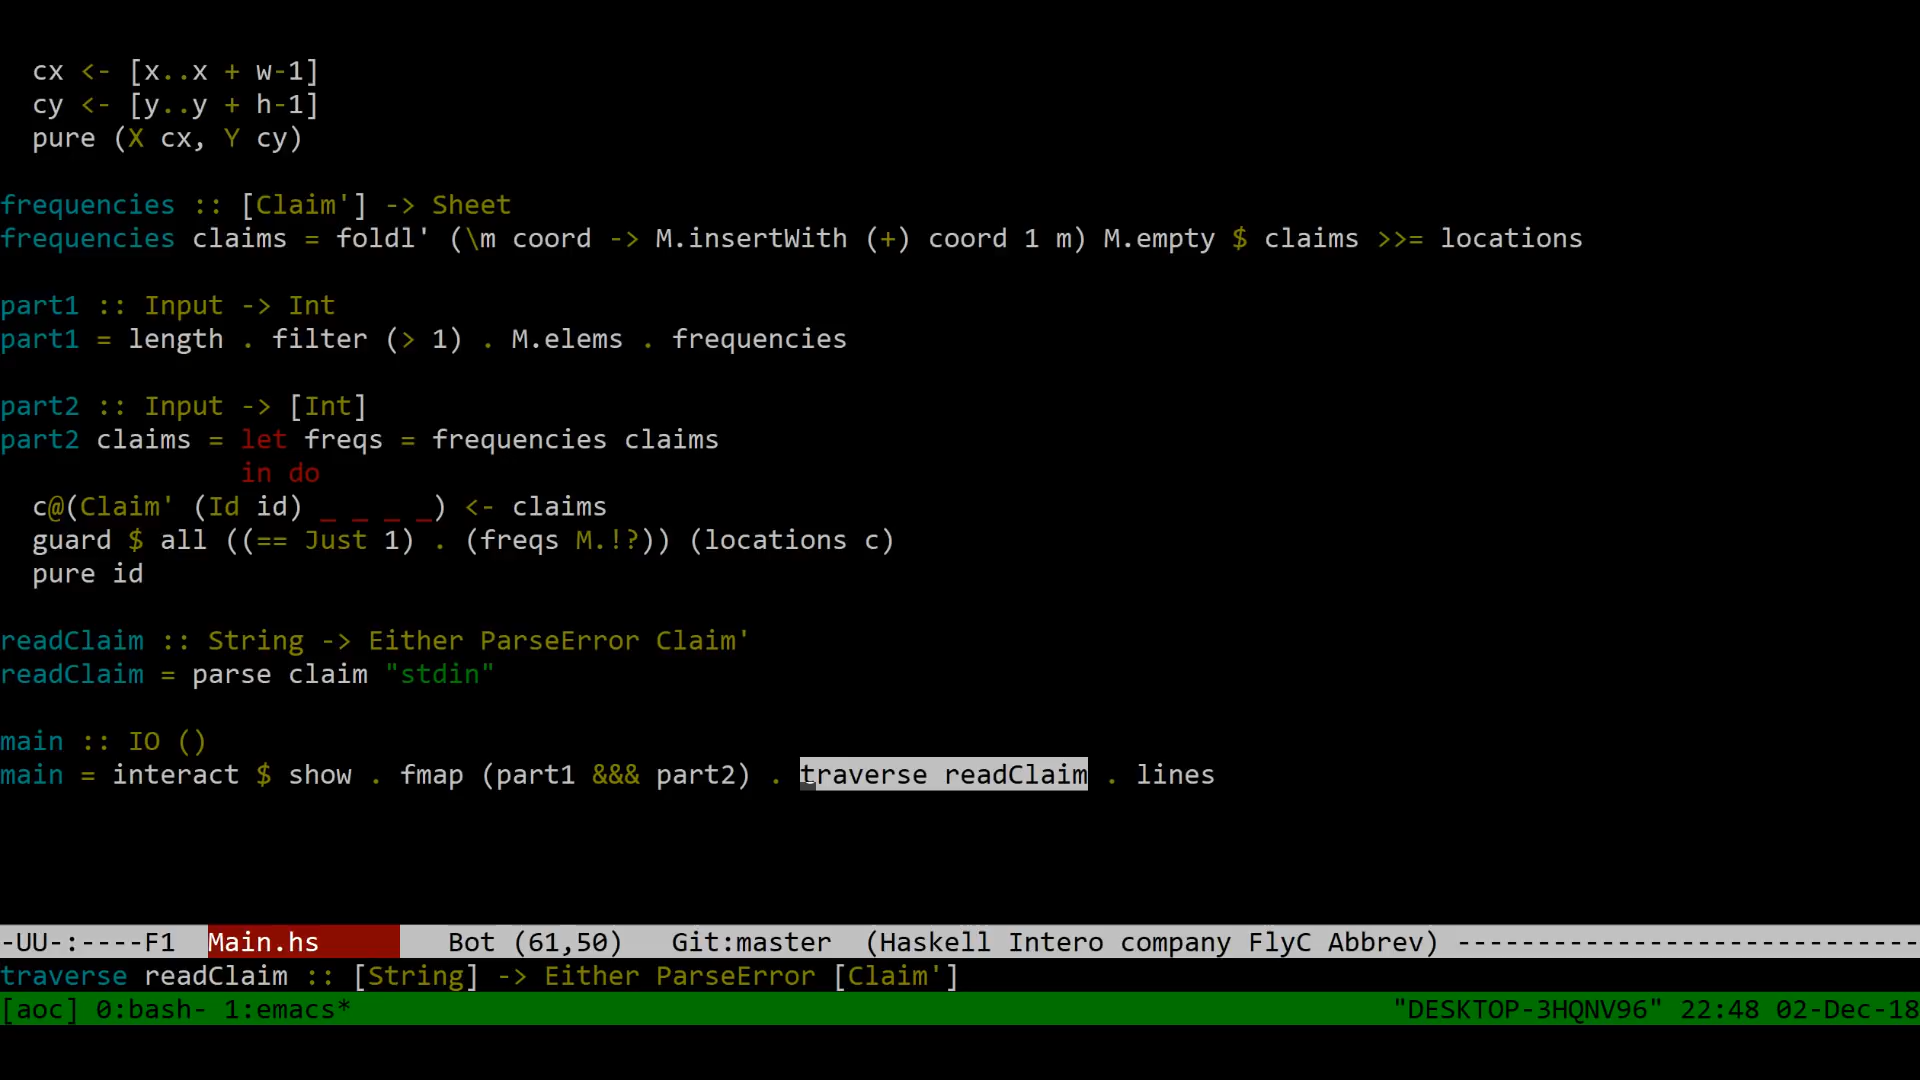 cx <- [x..x + w-1]
cy <- [y..y + h-1]
pure (X cx, Y cy)
frequencies :: [Claim'] -> Sheet
frequencies claims = foldl' (\m coord -> M.insertWith (+) coord 1 m) M.empty $ claims >>= locations
part1 :: Input -> Int
part1 = length . filter (> 1) . M.elems . frequencies
part2 :: Input -> [Int]
part2 claims = let freqs = frequencies claims
in do
c@(Claim' (Id id) _ _ _ _) <- claims
guard $ all ((== Just 1) . (freqs M.!?)) (locations c)
pure id
readClaim :: String -> Either ParseError Claim'
readClaim = parse claim "stdin"
main :: IO ()
main = interact $ show . fmap (part1 &&& part2) . traverse readClaim . lines
-UU-:----F1  Main.hs        Bot (61,50)   Git:master  (Haskell Intero company FlyC Abbrev) -----------------------------
traverse readClaim :: [String] -> Either ParseError [Claim']
[aoc] 0:bash- 1:emacs* "DESKTOP-3HQNV96" 22:48 02-Dec-18